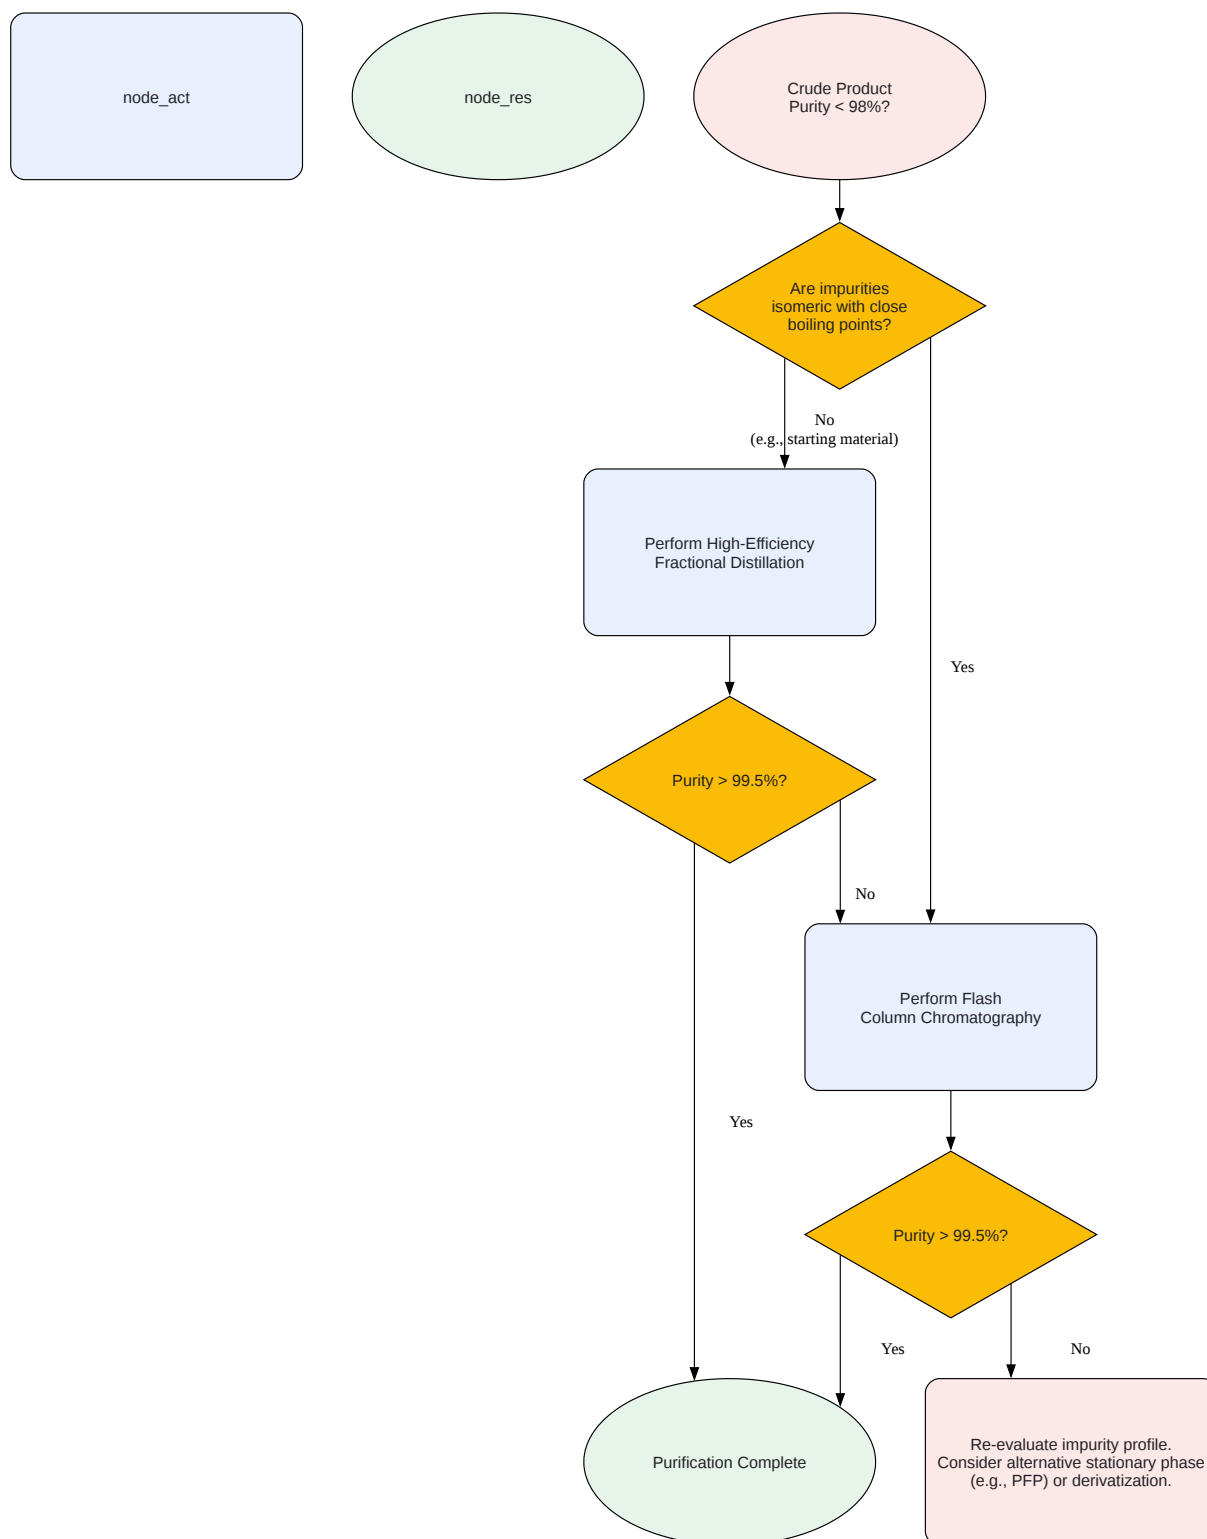 node_act
node_res
Crude Product
Purity < 98%?
Are impurities
isomeric with close
boiling points?
No
(e.g., starting material)
Perform High-Efficiency
Fractional Distillation
Yes
Purity > 99.5%?
No
Perform Flash
Column Chromatography
Yes
Purity > 99.5%?
Yes
No
Purification Complete
Re-evaluate impurity profile.
Consider alternative stationary phase
(e.g., PFP) or derivatization.